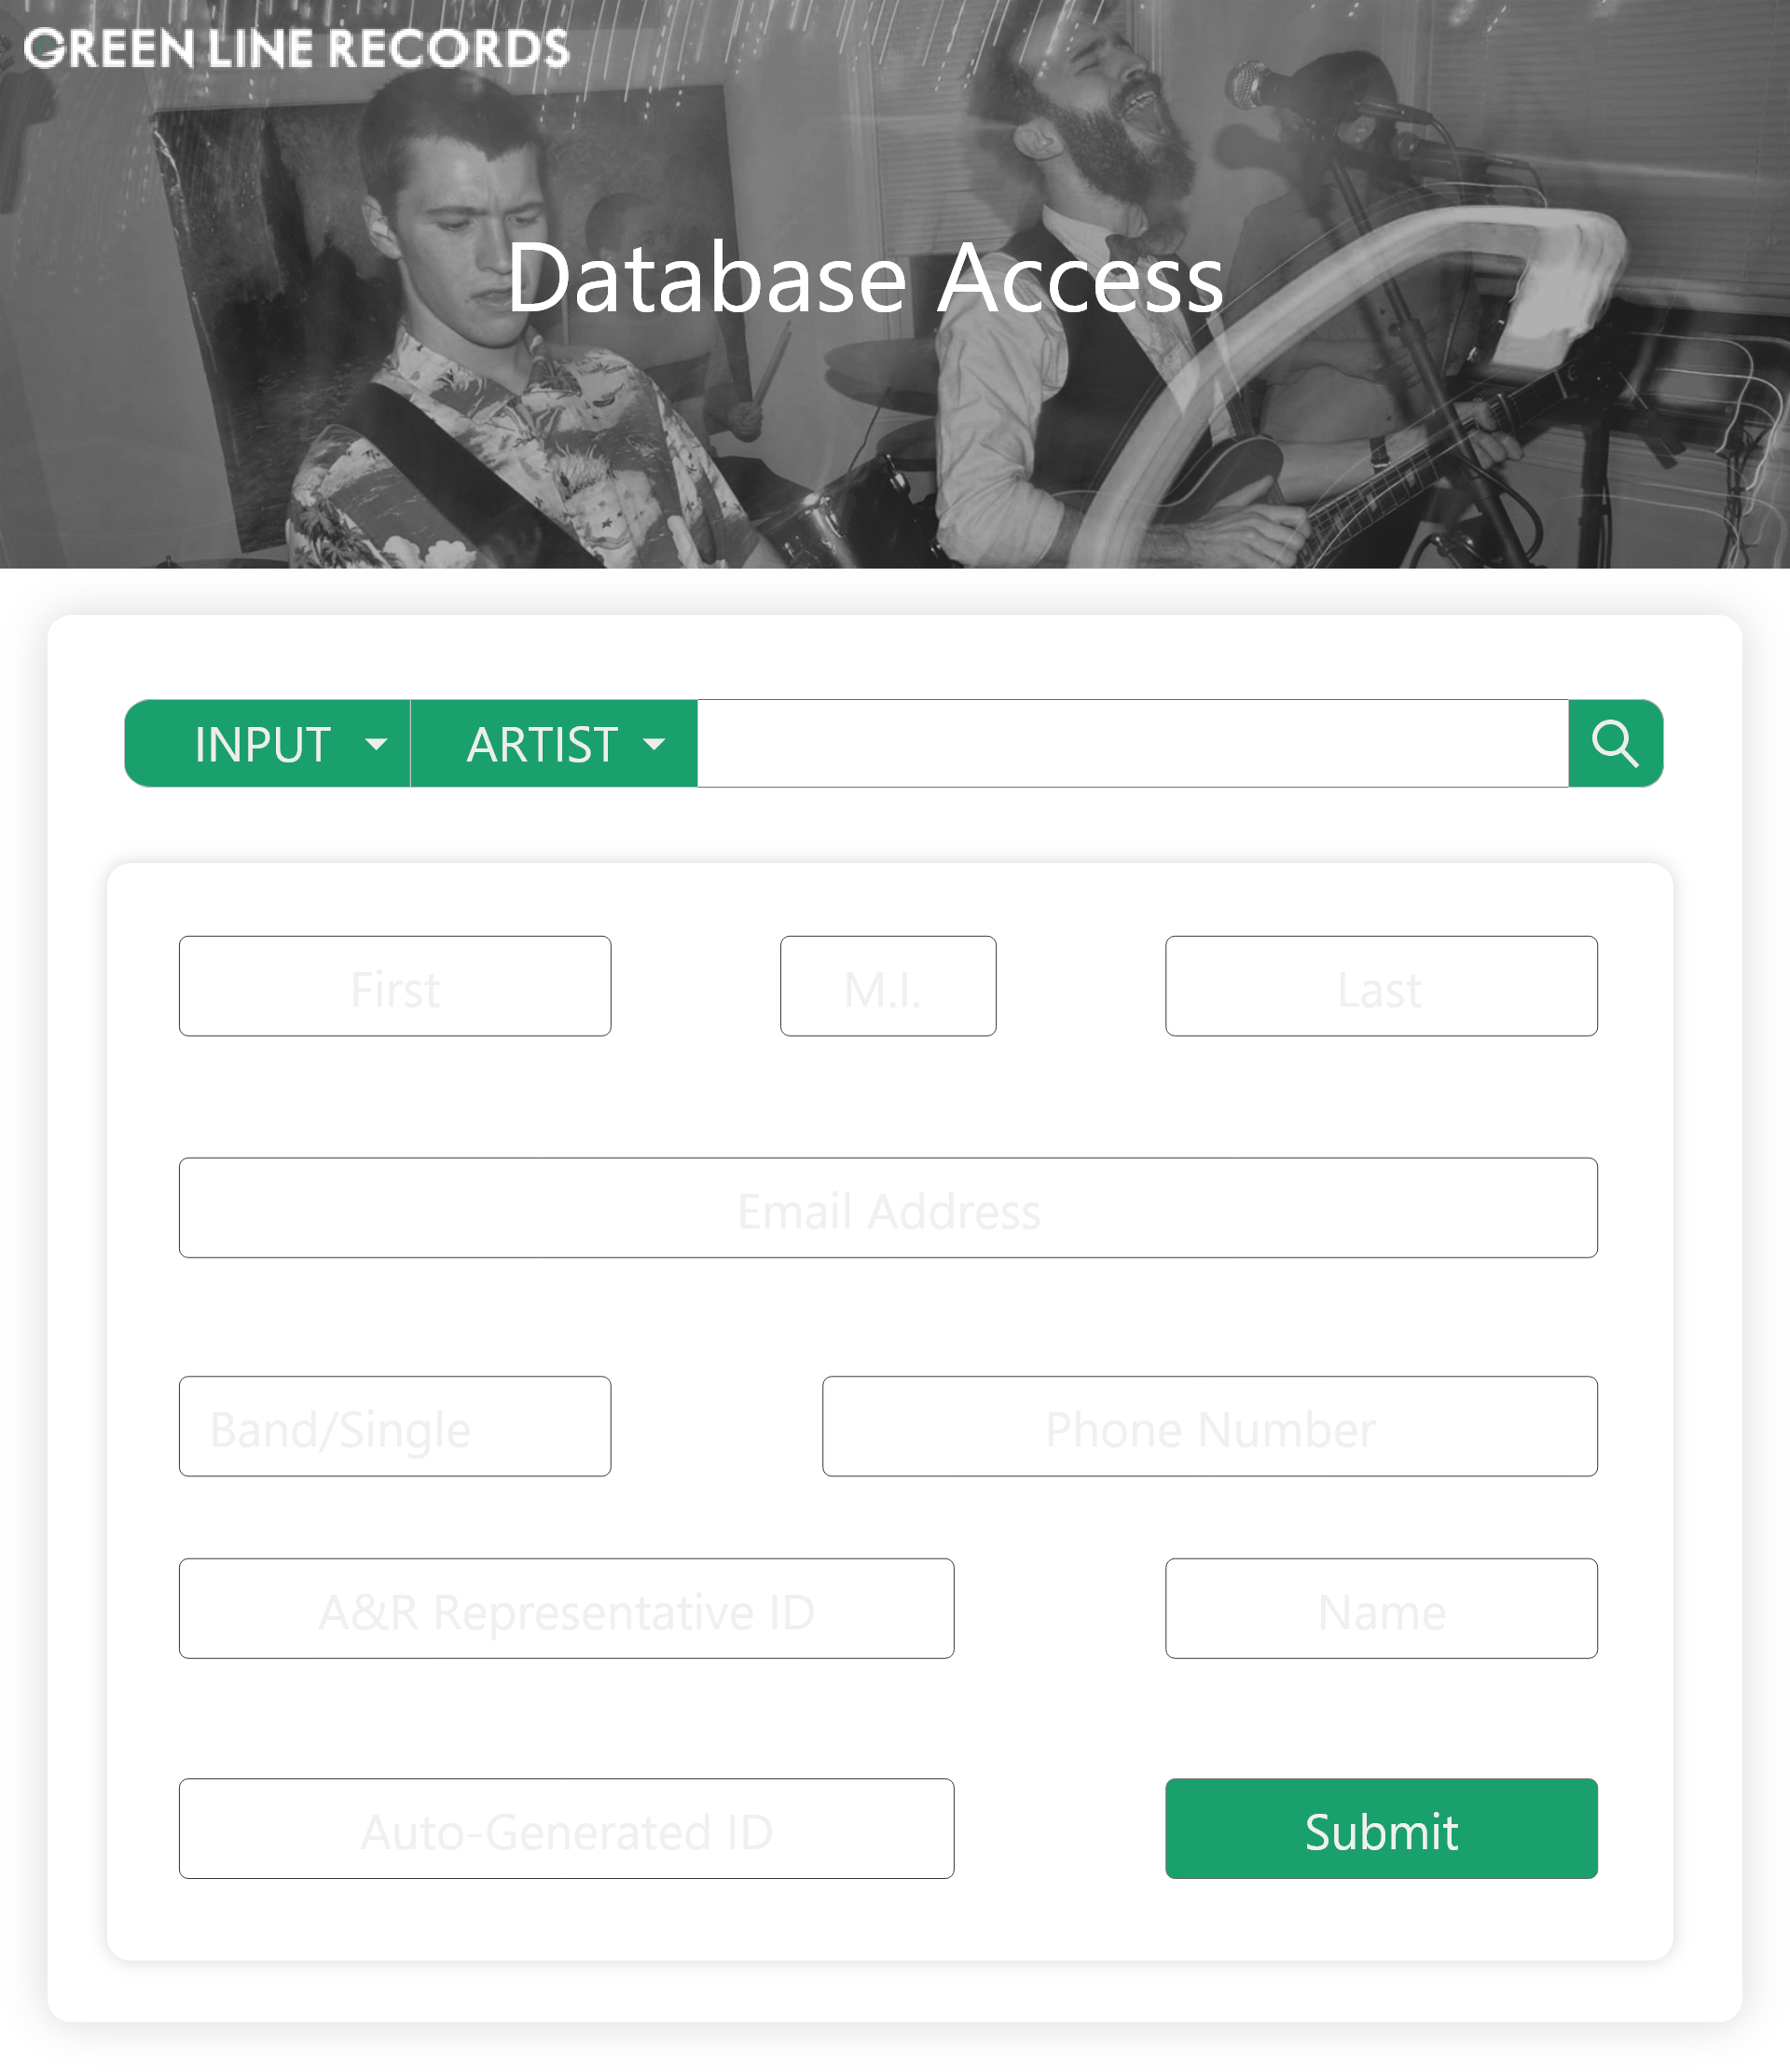 GREEN LINE RECORDS
Database Access
INPUT ARTIST
First M.I. Last
Email Address
Band/Single Phone Number
A&R Representative ID Name
Auto-Generated ID Submit